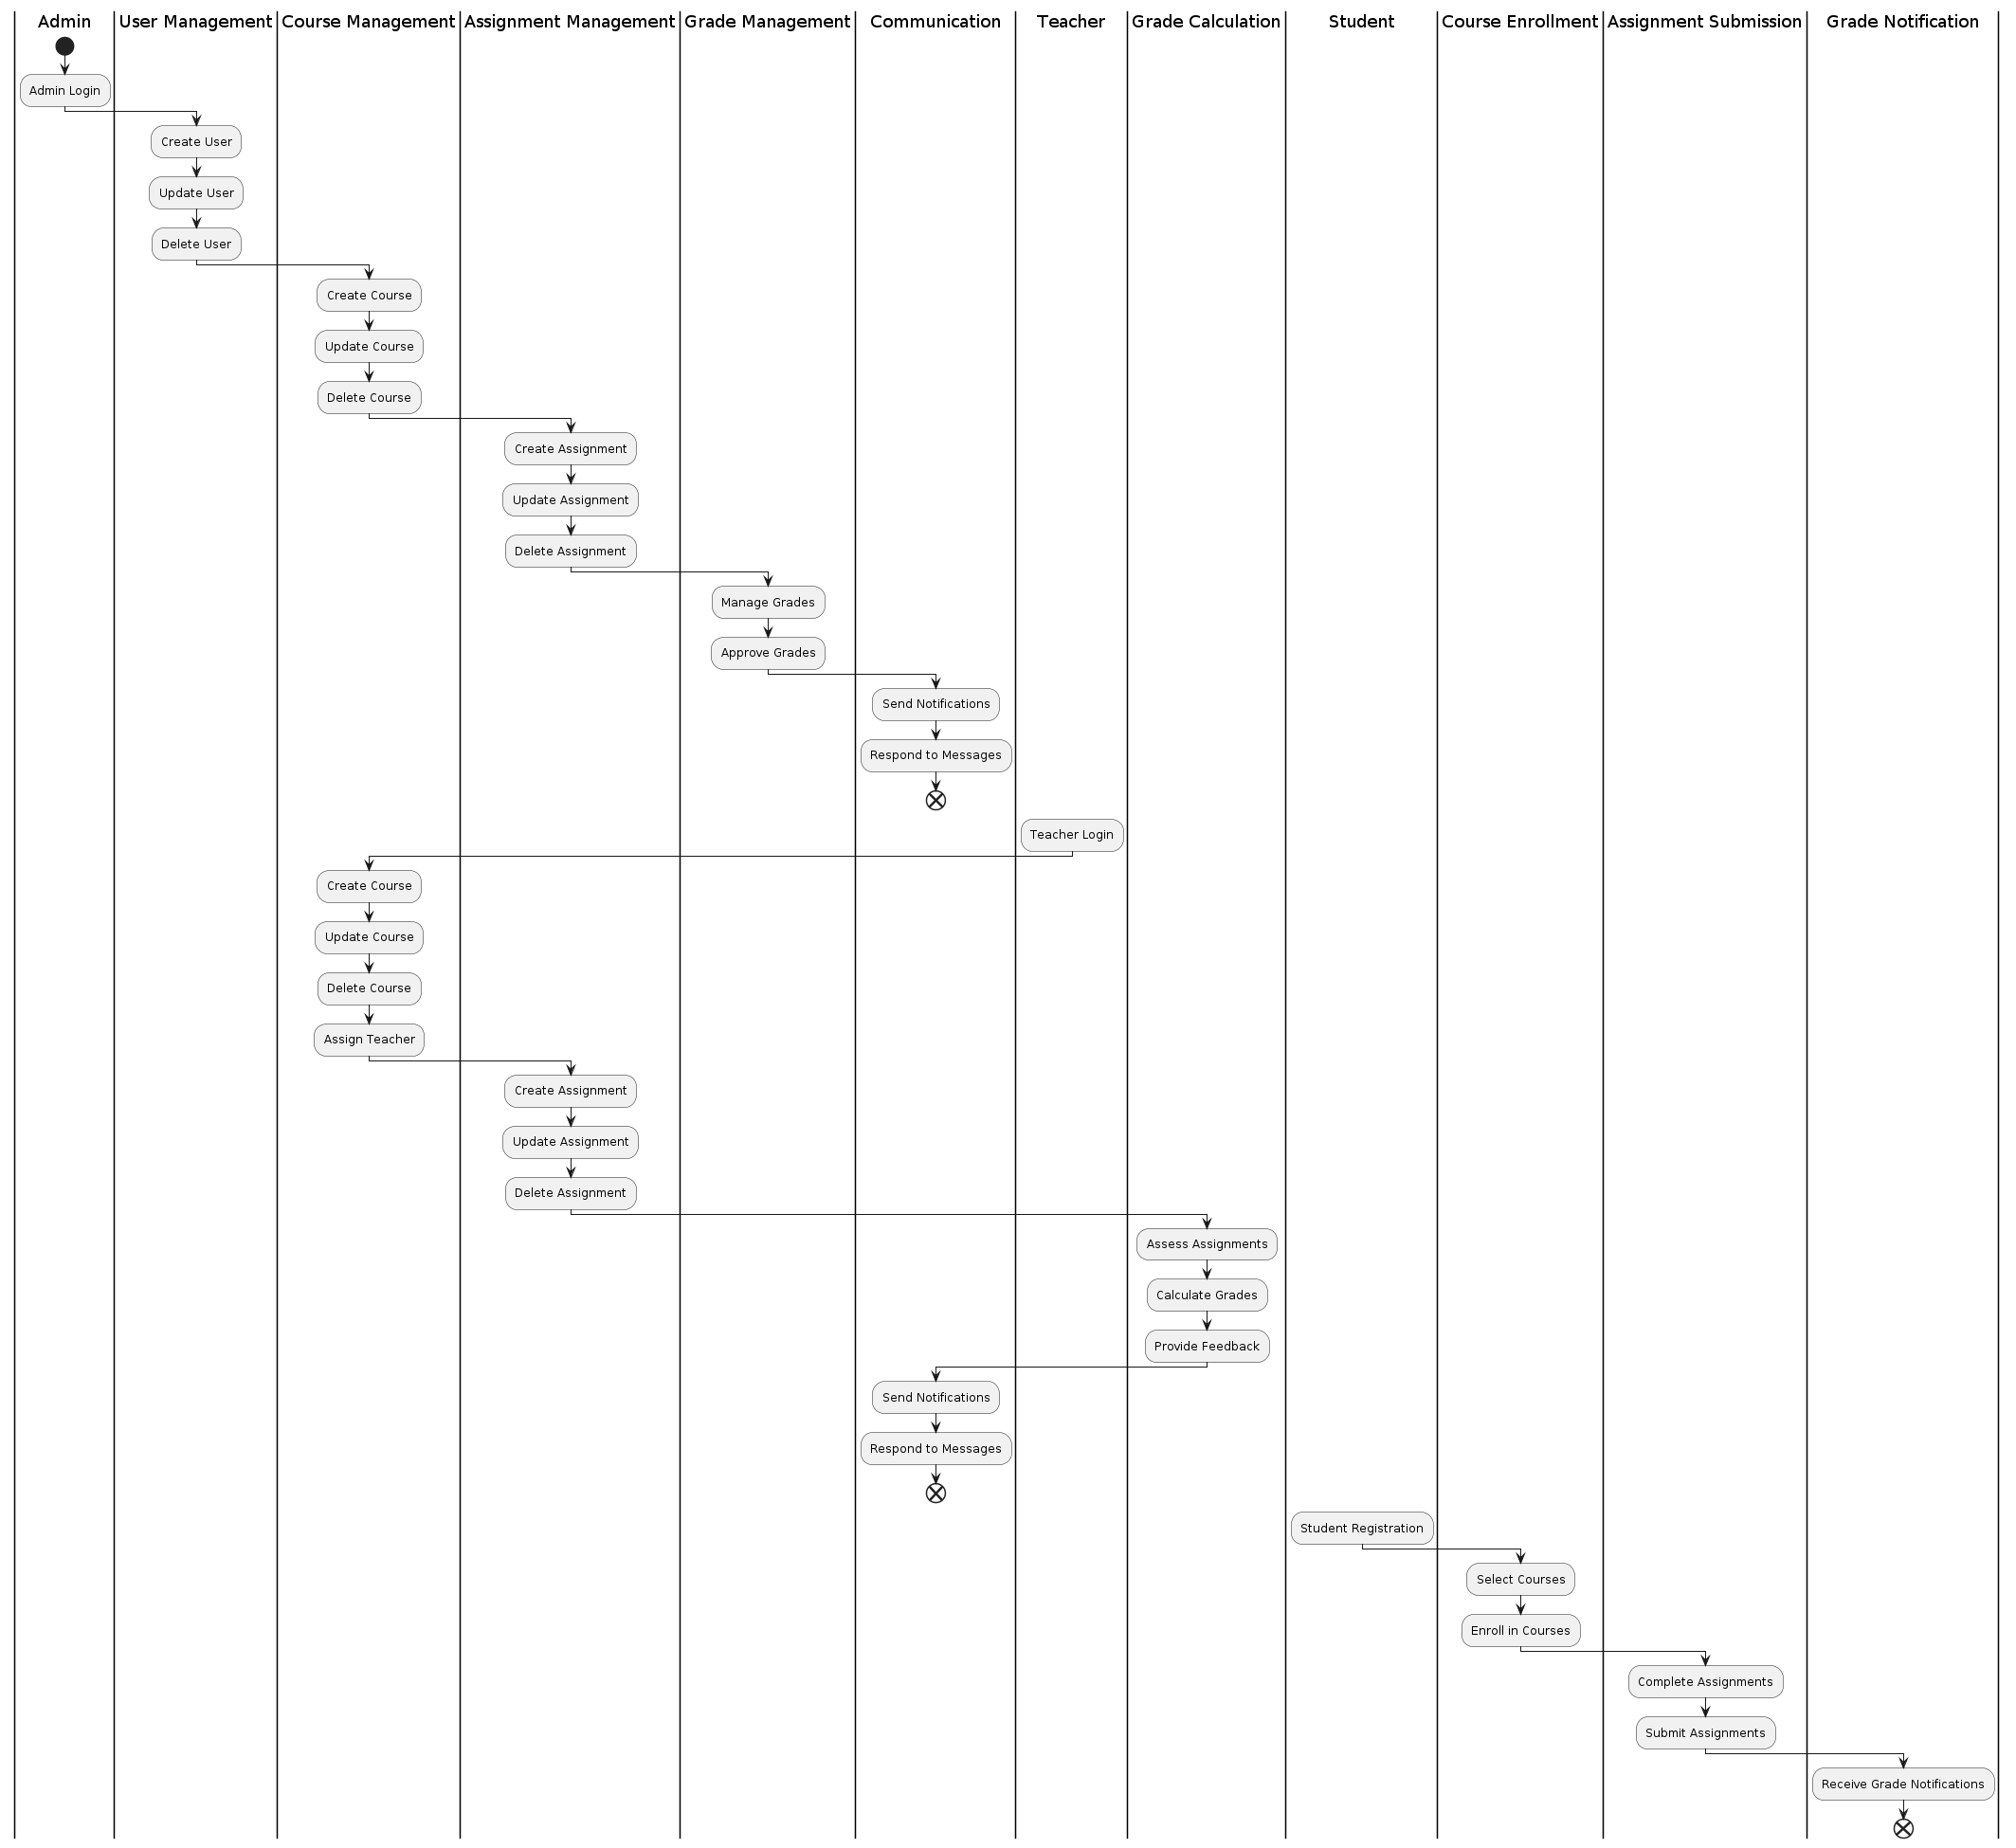 Admin
User Management
Course Management
Assignment Management
Grade Management
Communication
Teacher
Grade Calculation
Student
Course Enrollment
Assignment Submission
Grade Notification
Admin Login
Create User
Update User
Delete User
Create Course
Update Course
Delete Course
Create Assignment
Update Assignment
Delete Assignment
Manage Grades
Approve Grades
Send Notifications
Respond to Messages
Teacher Login
Create Course
Update Course
Delete Course
Assign Teacher
Create Assignment
Update Assignment
Delete Assignment
Assess Assignments
Calculate Grades
Provide Feedback
Send Notifications
Respond to Messages
Student Registration
Select Courses
Enroll in Courses
Complete Assignments
Submit Assignments
Receive Grade Notifications